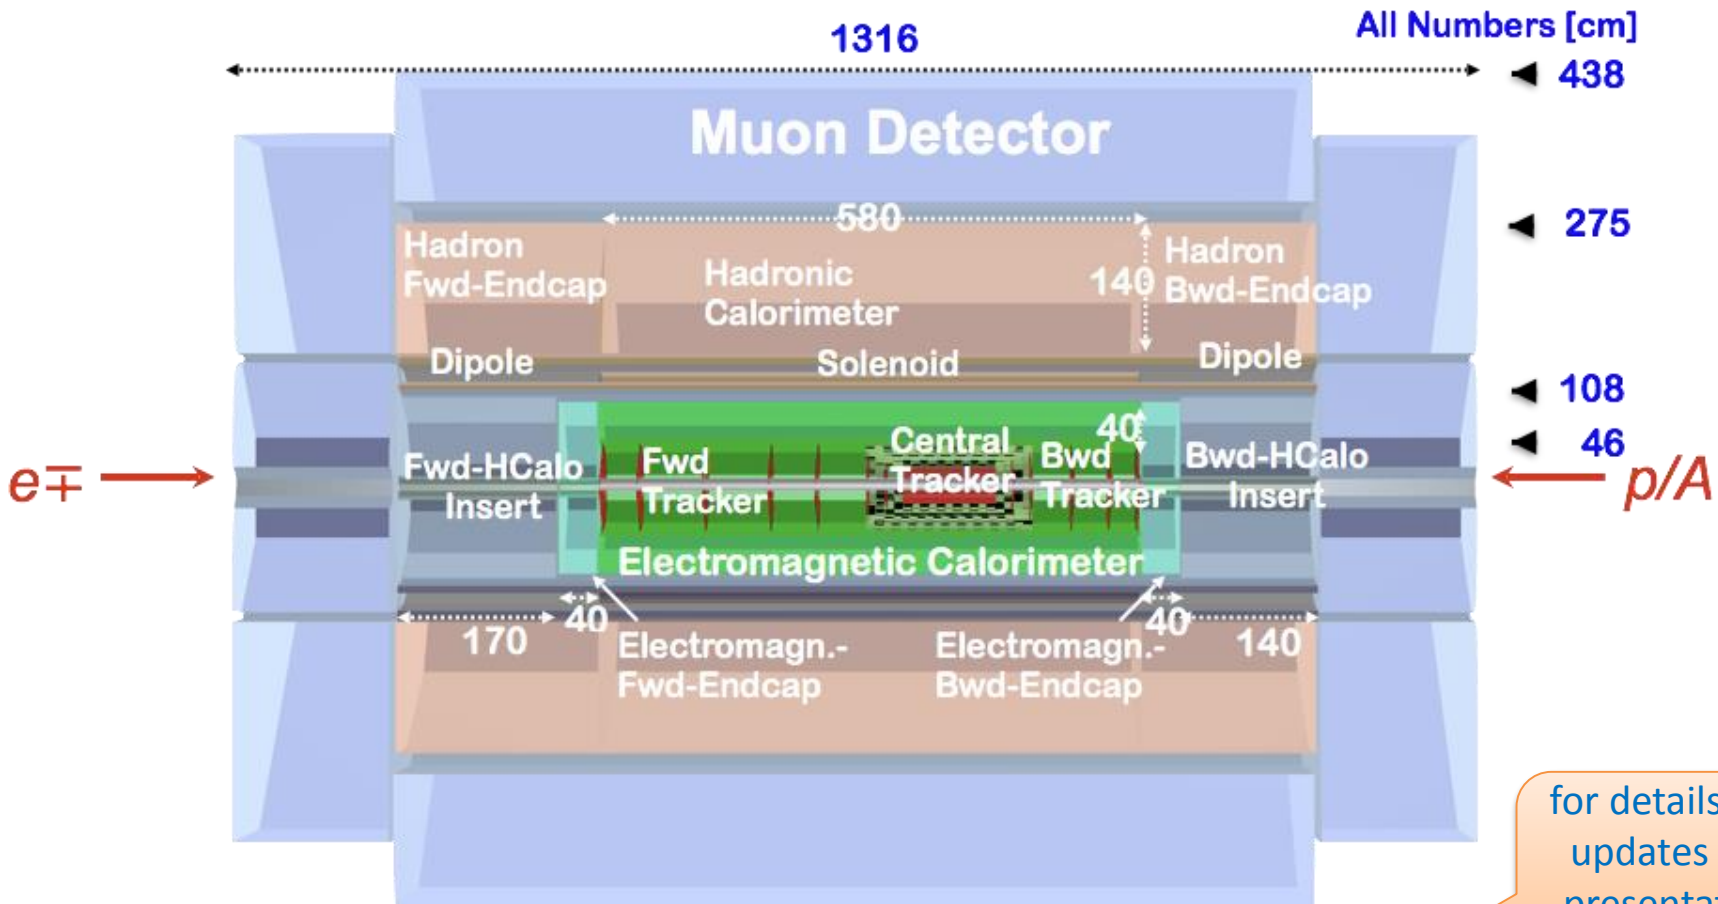 All Numbers [cm]
1316
438
Muon Detector
580
275
Hadron
Fwd-Endcap
Hadronic
Calorimeter
140
Hadron
Bwd-Endcap
Dipole
Solenoid
Dipole
108
40
46
e∓
Fwd-HCalo
Insert
Fwd
Tracker
Central
Tracker
Bwd
Tracker
Bwd-HCalo
Insert
p/A
Electromagnetic Calorimeter
170
40
40
140
Electromagn.-
Fwd-Endcap
Electromagn.-
Bwd-Endcap
for details
updates